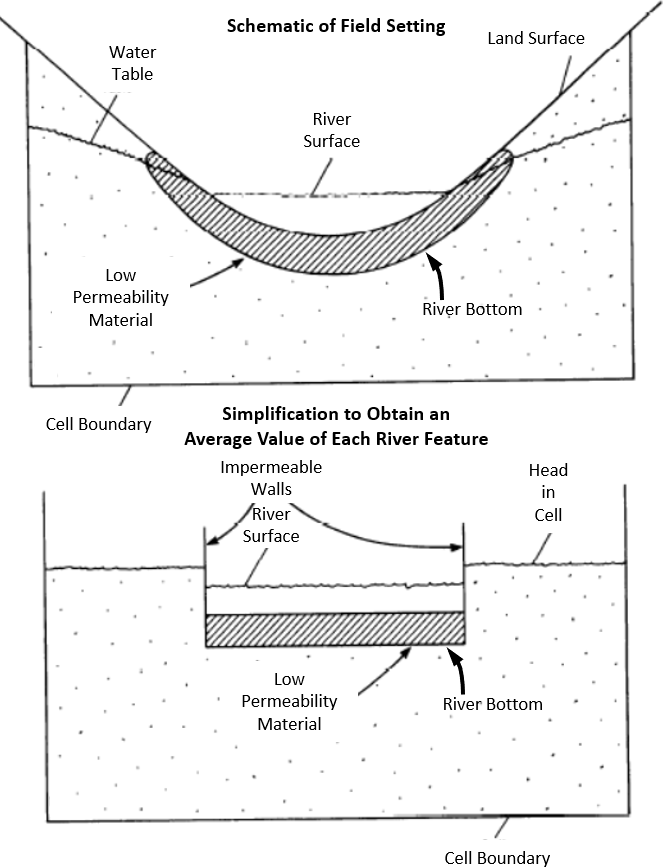 Schematic of Field Setting
Land Surface
Water
Table
River
Surface
Low
Permeability
Material
River Bottom
Cell Boundary
Simplification to Obtain an
Average Value of Each River Feature
Impermeable
Walls
River
Surface
Head
in
Cell
Low
Permeability
Material
River Bottom
Cell Boundary